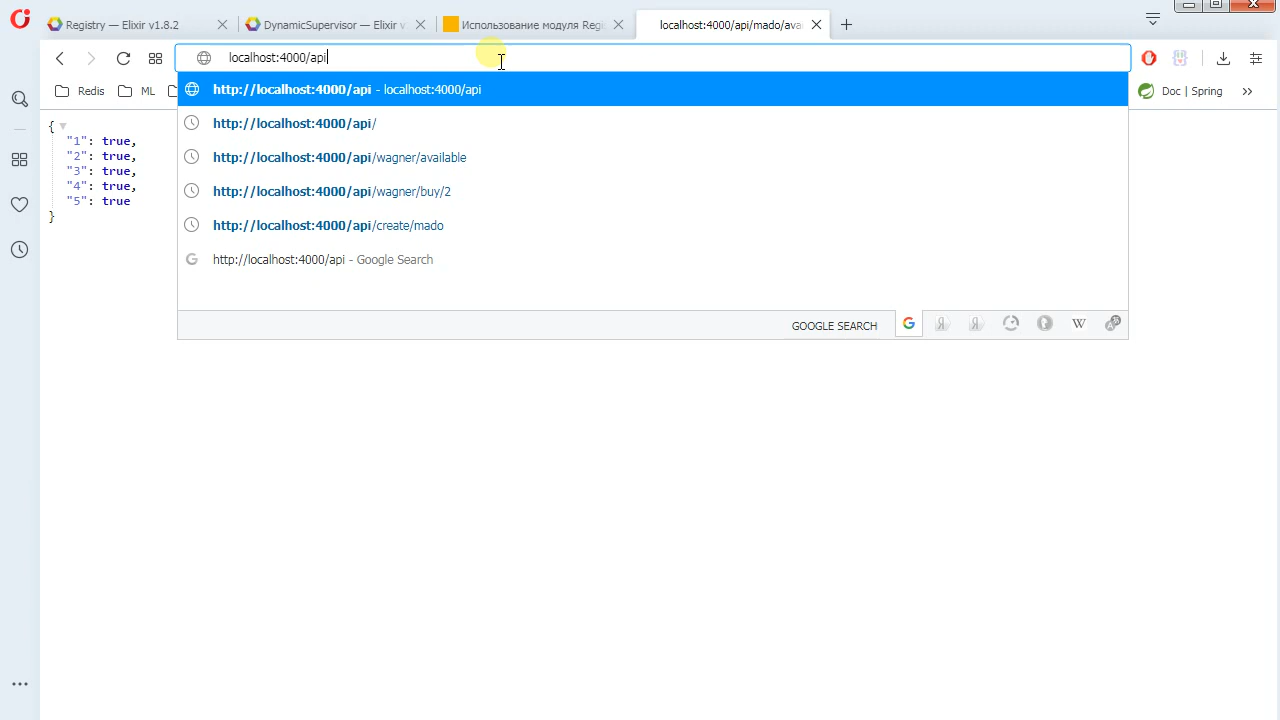 Registry — Elixir v1.8.2
DynamicSupervisor — Elixir v
Использование модуля Regi
localhost:4000/api/mado/ava
localhost:4000/api
http://localhost:4000/api - localhost:4000/api
Redis
ML
Doc | Spring
http://localhost:4000/api/
http://localhost:4000/api/wagner/available
http://localhost:4000/api/wagner/buy/2
http://localhost:4000/api/create/mado
http://localhost:4000/api - Google Search
GOOGLE SEARCH
{
"1": true,
"2": true,
"3": true,
"4": true,
"5": true
}